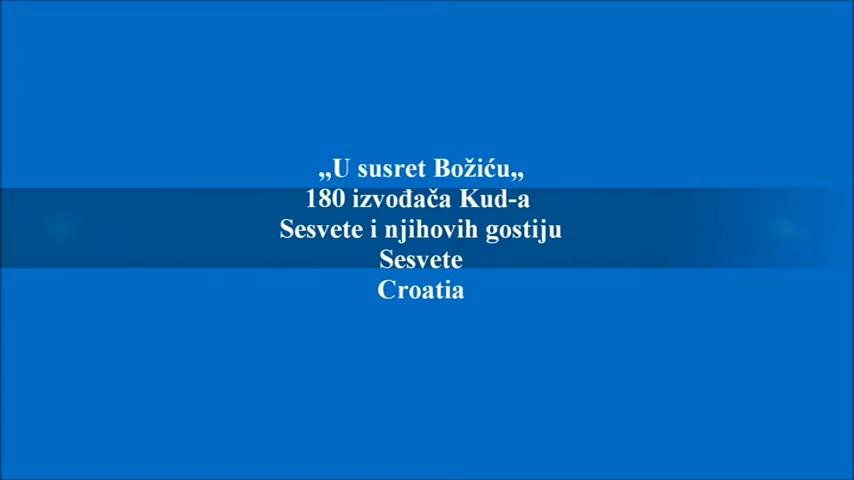 „U susret Božiću„
180 izvođača Kud-a
Sesvete i njihovih gostiju
Sesvete
Croatia